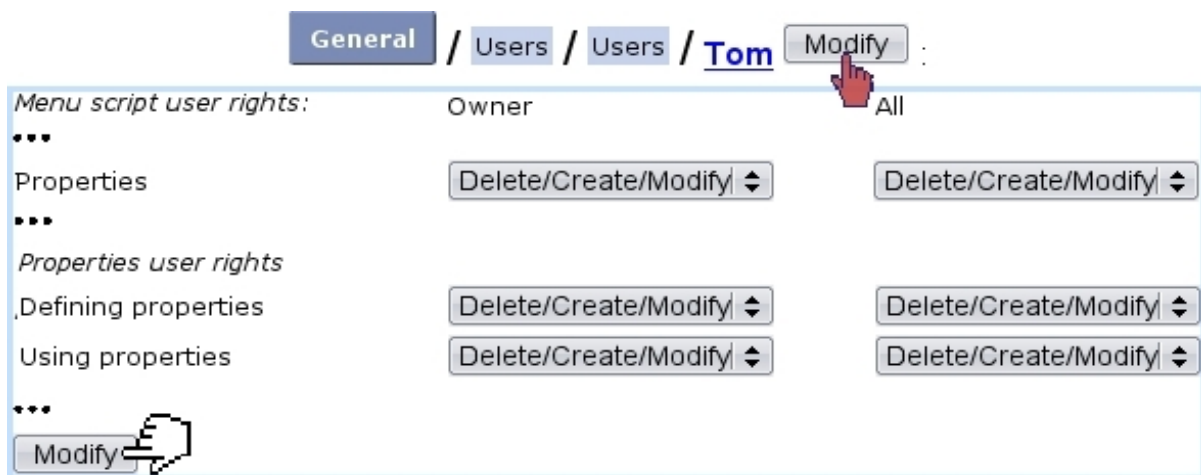 General / Users / Users / Tom Modify :
Menu script user rights: Owner All
•••
Properties Delete/Create/Modify Delete/Create/Modify
•••
Properties user rights
Defining properties Delete/Create/Modify Delete/Create/Modify
Using properties Delete/Create/Modify Delete/Create/Modify
•••
Modify